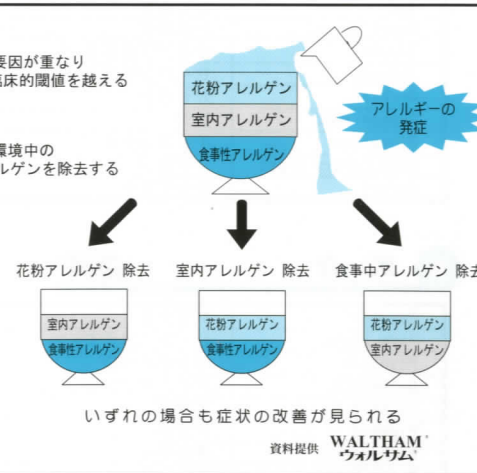 要因が重なり
臨床的閾値を越える
花粉アレルゲン
室内アレルゲン
食事性アレルゲン
アレルギーの
発症
環境中の
ルゲンを除去する
花粉アレルゲン 除去
室内アレルゲン 除去
食事中アレルゲン 除去
室内アレルゲン
食事性アレルゲン
花粉アレルゲン
食事性アレルゲン
花粉アレルゲン
室内アレルゲン
いずれの場合も症状の改善が見られる
資料提供 WALTHAM
ウォルサム